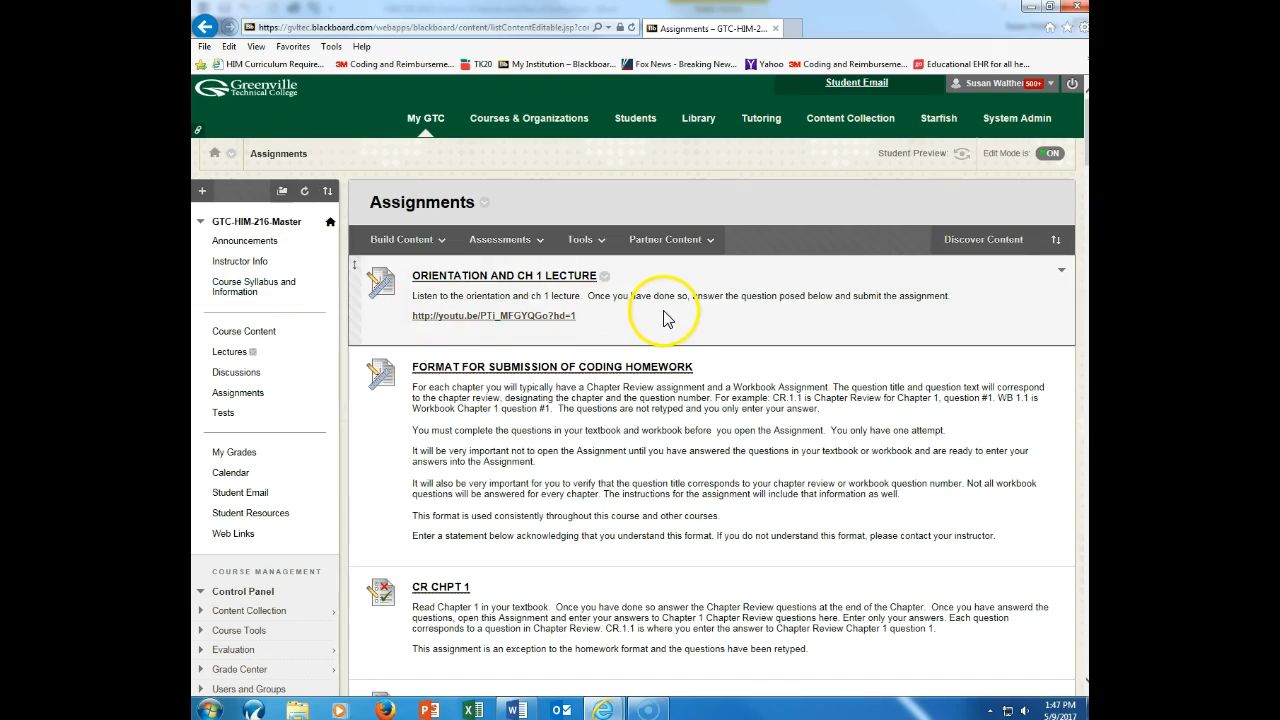 https://gvltec.blackboard.com/webapps/blackboard/content/listContentEditable.jsp?co
Assignments – GTC-HIM-2...
File Edit View Favorites Tools Help
HIM Curriculum Require... 3M Coding and Reimburseme... TK20 My Institution – Blackboar... Fox News - Breaking New... Yahoo 3M Coding and Reimburseme... Educational EHR for all he...
Greenville
Technical College
Student Email
Susan Walther 500+
My GTC Courses & Organizations Students Library Tutoring Content Collection Starfish System Admin
Assignments
Student Preview: Edit Mode is: ON
GTC-HIM-216-Master
Announcements
Instructor Info
Course Syllabus and
Information
Course Content
Lectures
Discussions
Assignments
Tests
My Grades
Calendar
Student Email
Student Resources
Web Links
COURSE MANAGEMENT
Control Panel
Content Collection
Course Tools
Evaluation
Grade Center
Users and Groups
Assignments
Build Content Assessments Tools Partner Content Discover Content
ORIENTATION AND CH 1 LECTURE
Listen to the orientation and ch 1 lecture. Once you have done so, answer the question posed below and submit the assignment.
http://youtu.be/PTi_MFGYQGo?hd=1
FORMAT FOR SUBMISSION OF CODING HOMEWORK
For each chapter you will typically have a Chapter Review assignment and a Workbook Assignment. The question title and question text will correspond
to the chapter review, designating the chapter and the question number. For example: CR.1.1 is Chapter Review for Chapter 1, question #1. WB 1.1 is
Workbook Chapter 1 question #1. The questions are not retyped and you only enter your answer.
You must complete the questions in your textbook and workbook before you open the Assignment. You only have one attempt.
It will be very important not to open the Assignment until you have answered the questions in your textbook or workbook and are ready to enter your
answers into the Assignment.
It will also be very important for you to verify that the question title corresponds to your chapter review or workbook question number. Not all workbook
questions will be answered for every chapter. The instructions for the assignment will include that information as well.
This format is used consistently throughout this course and other courses.
Enter a statement below acknowledging that you understand this format. If you do not understand this format, please contact your instructor.
CR CHPT 1
Read Chapter 1 in your textbook. Once you have done so answer the Chapter Review questions at the end of the Chapter. Once you have answerd the
questions, open this Assignment and enter your answers to Chapter 1 Chapter Review questions here. Enter only your answers. Each question
corresponds to a question in Chapter Review. CR.1.1 is where you enter the answer to Chapter Review Chapter 1 question 1.
This assignment is an exception to the homework format and the questions have been retyped.
1:47 PM
5/9/2017